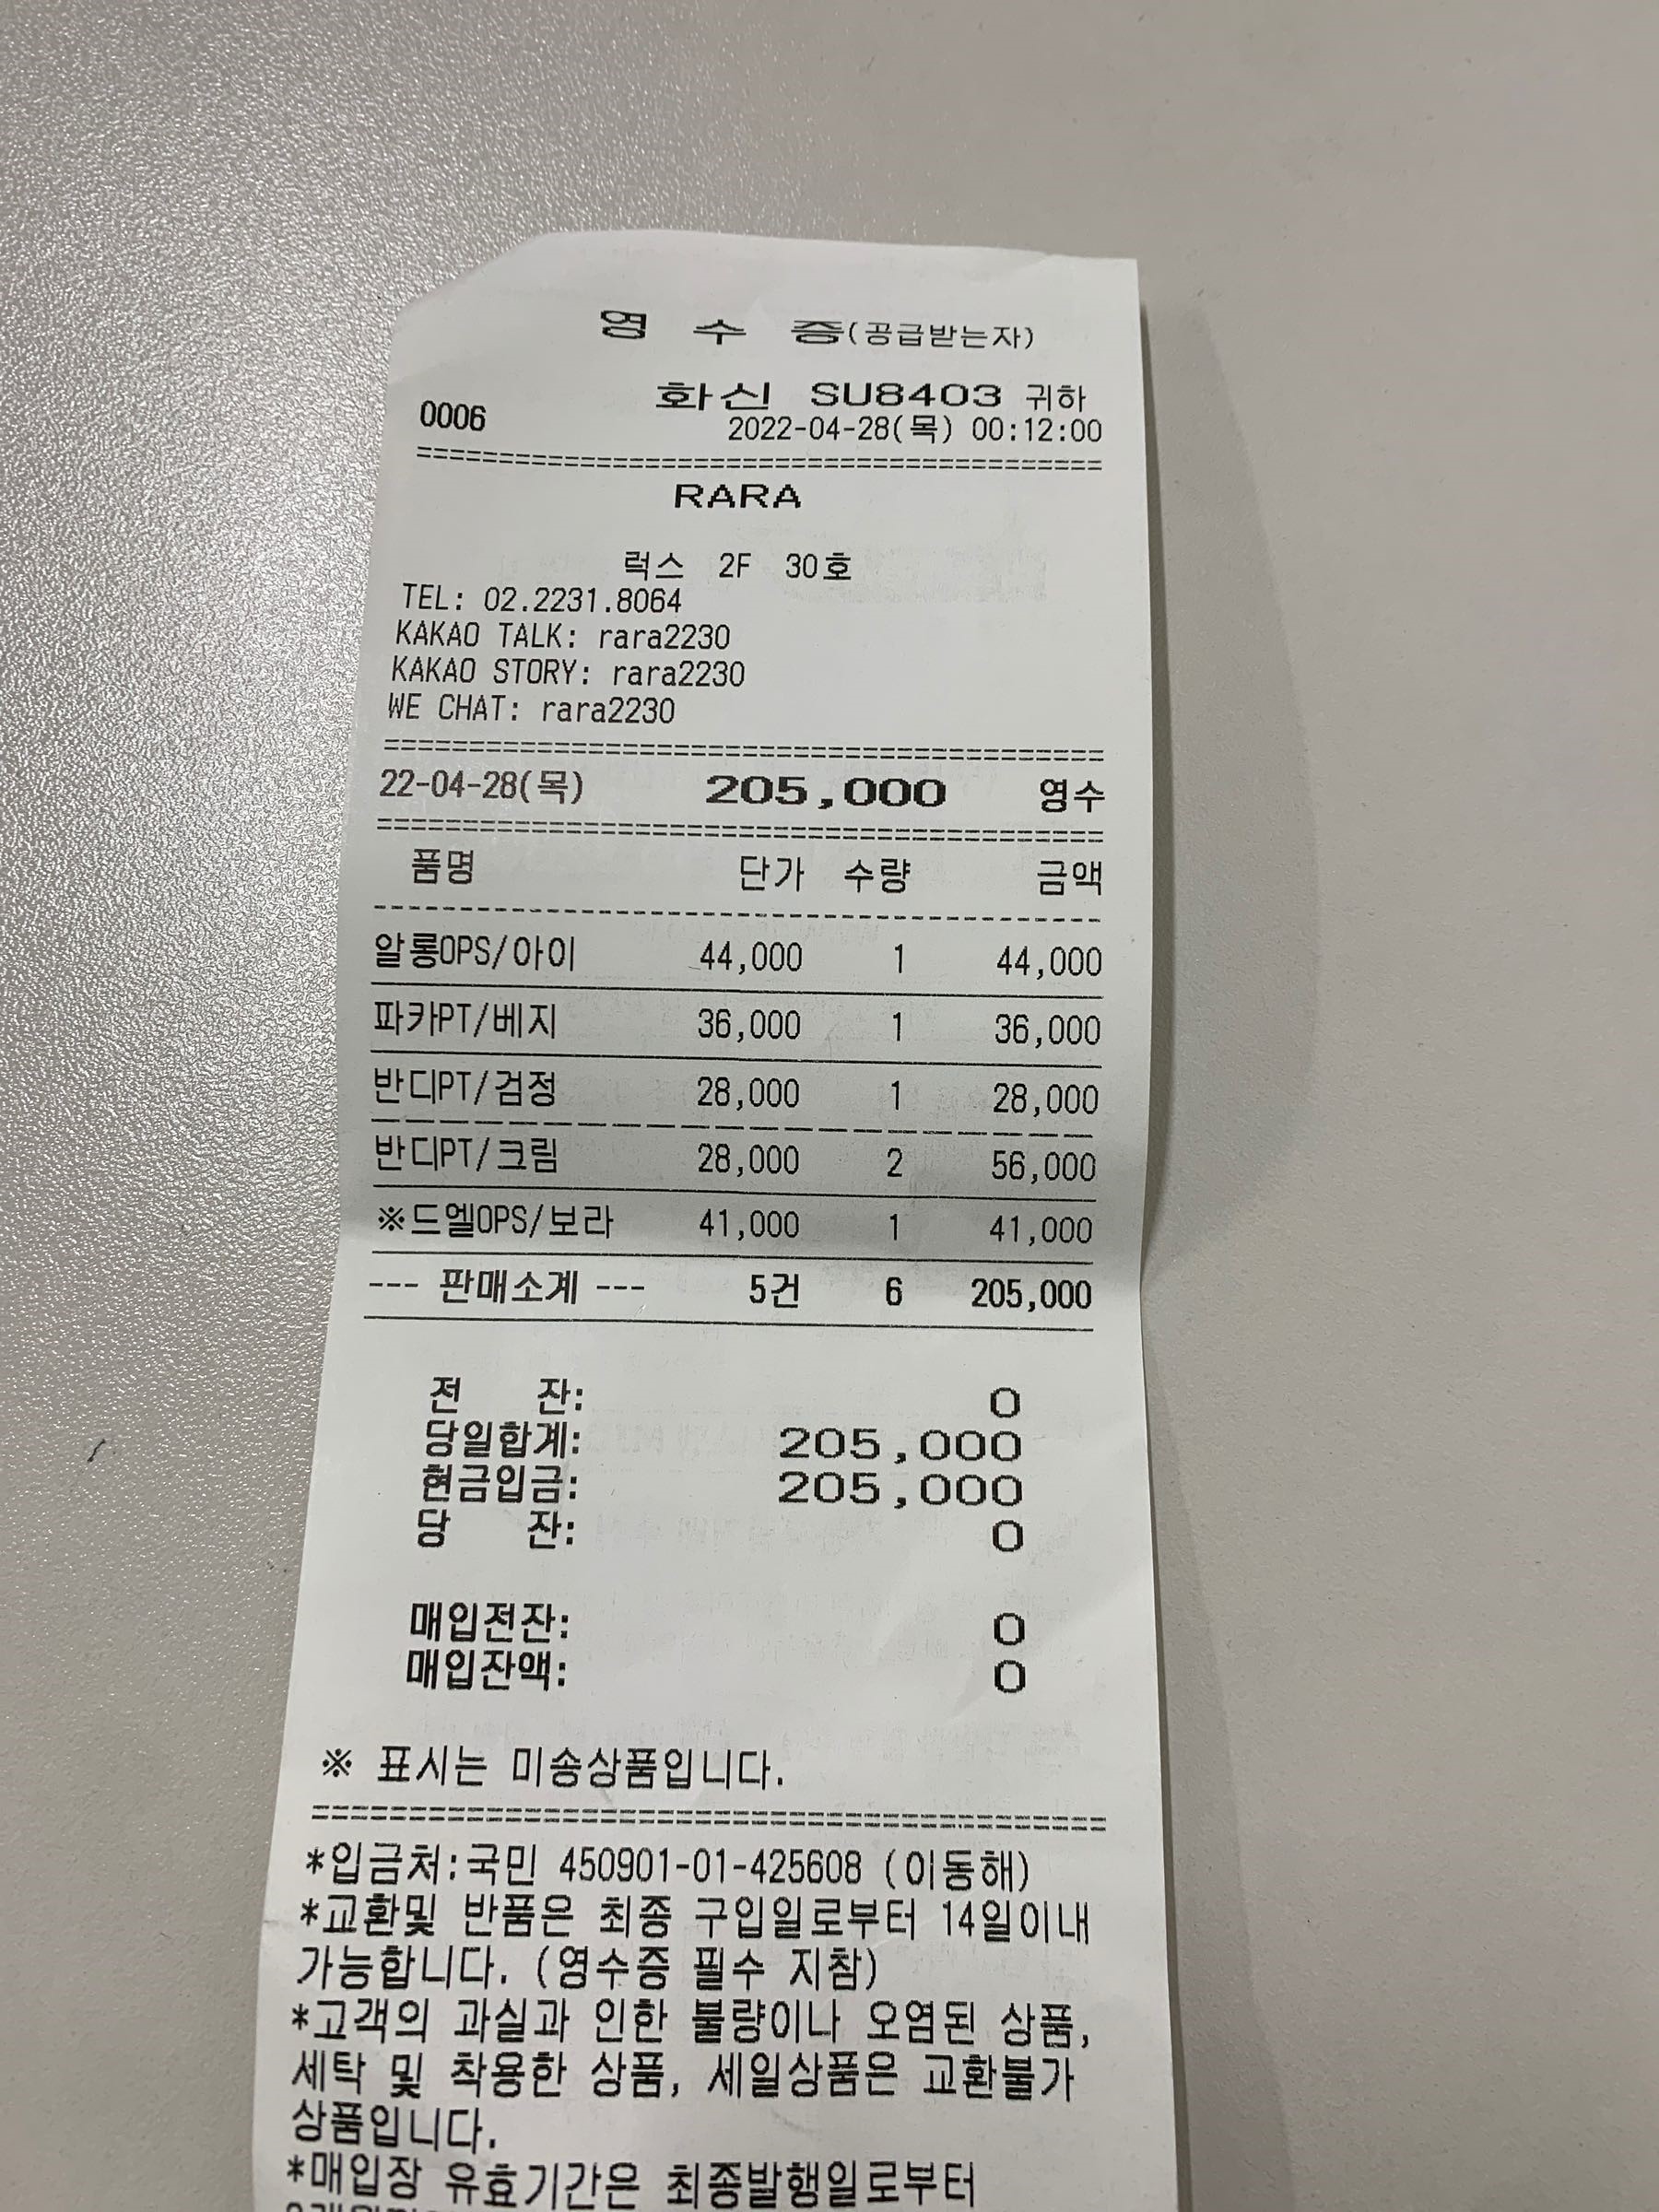 영 수 증(공급받는자)
화신 SU8403 귀하
0006
2022-04-28(목) 00:12:00
RARA
럭스 2F 30호
TEL: 02.2231.8064
KAKAO TALK: rara2230
KAKAO STORY: rara2230
WE CHAT: rara2230
22-04-28(목) 205,000 영수
품명 단가 수량 금액
알롱OPS/아이 44,000 1 44,000
파카PT/베지 36,000 1 36,000
반디PT/검정 28,000 1 28,000
반디PT/크림 28,000 2 56,000
※드엘OPS/보라 41,000 1 41,000
--- 판매소계 --- 5건 6 205,000
전 잔: 0
당일합계: 205,000
현금입금: 205,000
당 잔: 0
매입전잔: 0
매입잔액: 0
※ 표시는 미송상품입니다.
*입금처:국민 450901-01-425608 (이동해)
*교환및 반품은 최종 구입일로부터 14일이내
가능합니다. (영수증 필수 지참)
*고객의 과실과 인한 불량이나 오염된 상품,
세탁 및 착용한 상품, 세일상품은 교환불가
상품입니다.
*매입장 유효기간은 최종발행일로부터